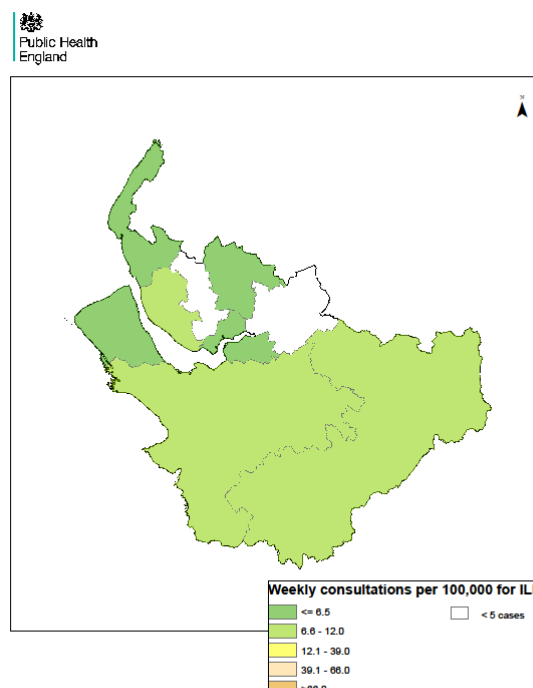 Public Health
England
N
Weekly consultations per 100,000 for IL
<= 6.5
< 5 cases
6.6 - 12.0
12.1 - 39.0
39.1 - 66.0